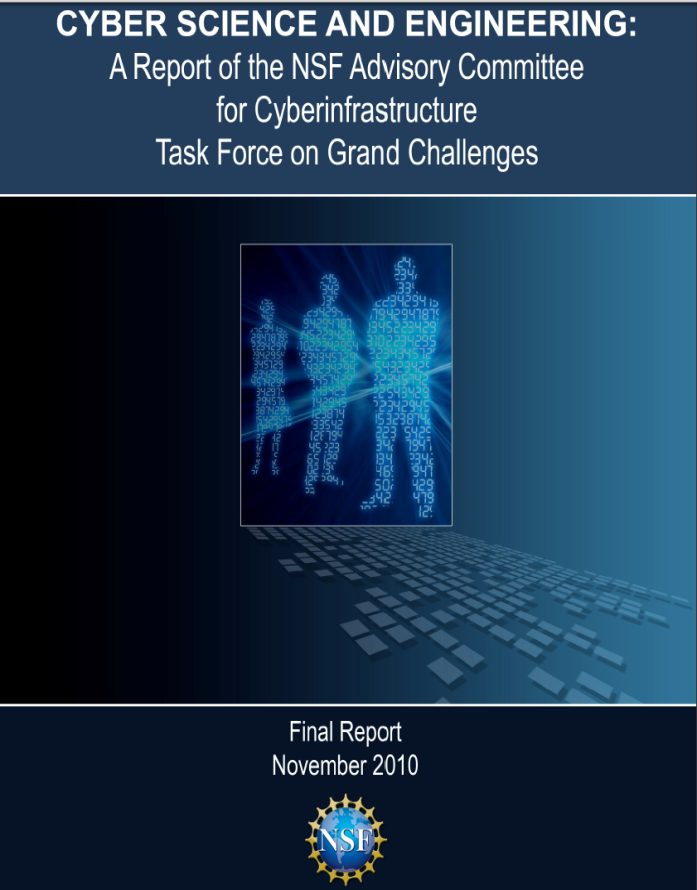 CYBER SCIENCE AND ENGINEERING:
A Report of the NSF Advisory Committee
for Cyberinfrastructure
Task Force on Grand Challenges
Final Report
November 2010
NSF